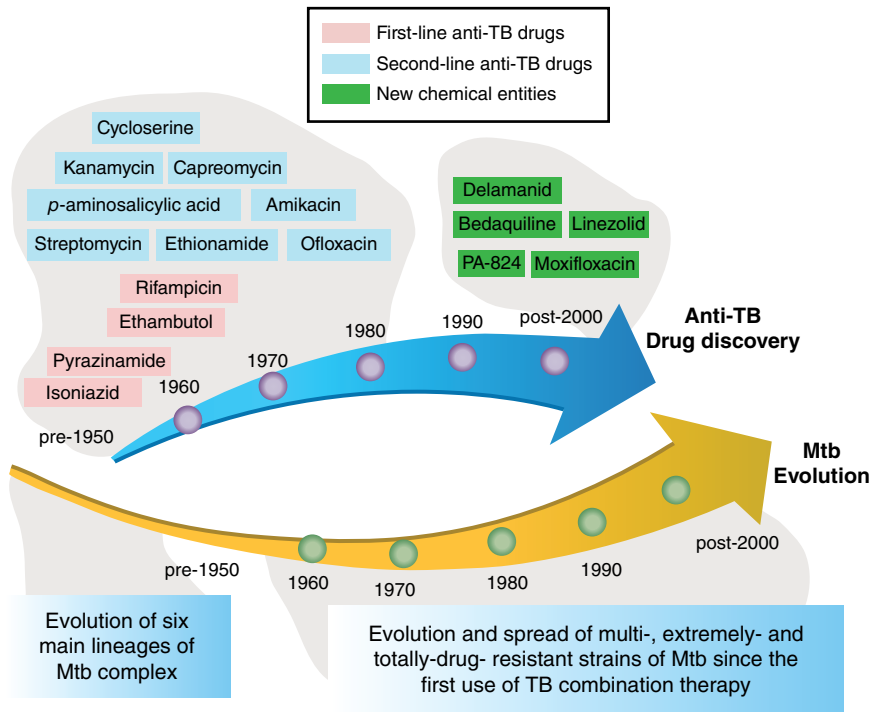 First-line anti-TB drugs
Second-line anti-TB drugs
New chemical entities
Cycloserine
Kanamycin
Capreomycin
p-aminosalicylic acid
Amikacin
Streptomycin
Ethionamide
Ofloxacin
Rifampicin
Ethambutol
Pyrazinamide
Isoniazid
Delamanid
Bedaquiline
Linezolid
PA-824
Moxifloxacin
pre-1950
1960
1970
1980
1990
post-2000
Anti-TB
Drug discovery
Mtb
Evolution
pre-1950
1960
1970
1980
1990
post-2000
Evolution of six
main lineages of
Mtb complex
Evolution and spread of multi-, extremely- and
totally-drug- resistant strains of Mtb since the
first use of TB combination therapy